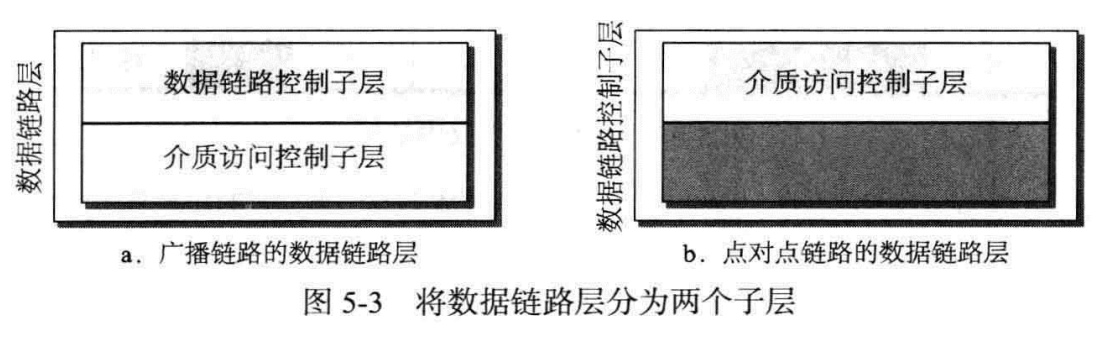 数据链路层
数据链路控制子层
介质访问控制子层
a. 广播链路的数据链路层
数据链路控制子层
介质访问控制子层
b. 点对点链路的数据链路层
图 5-3 将数据链路层分为两个子层